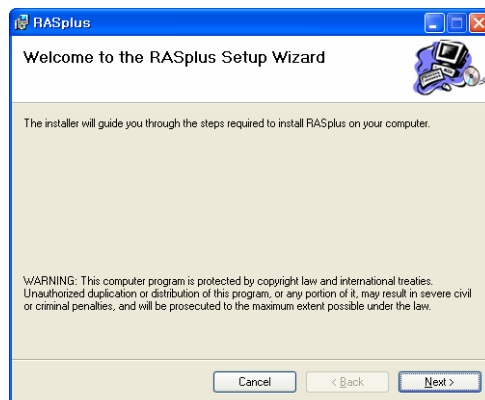 RASplus
Welcome to the RASplus Setup Wizard
The installer will guide you through the steps required to install RASplus on your computer.
WARNING: This computer program is protected by copyright law and international treaties.
Unauthorized duplication or distribution of this program, or any portion of it, may result in severe civil
or criminal penalties, and will be prosecuted to the maximum extent possible under the law.
Cancel
< Back
Next >